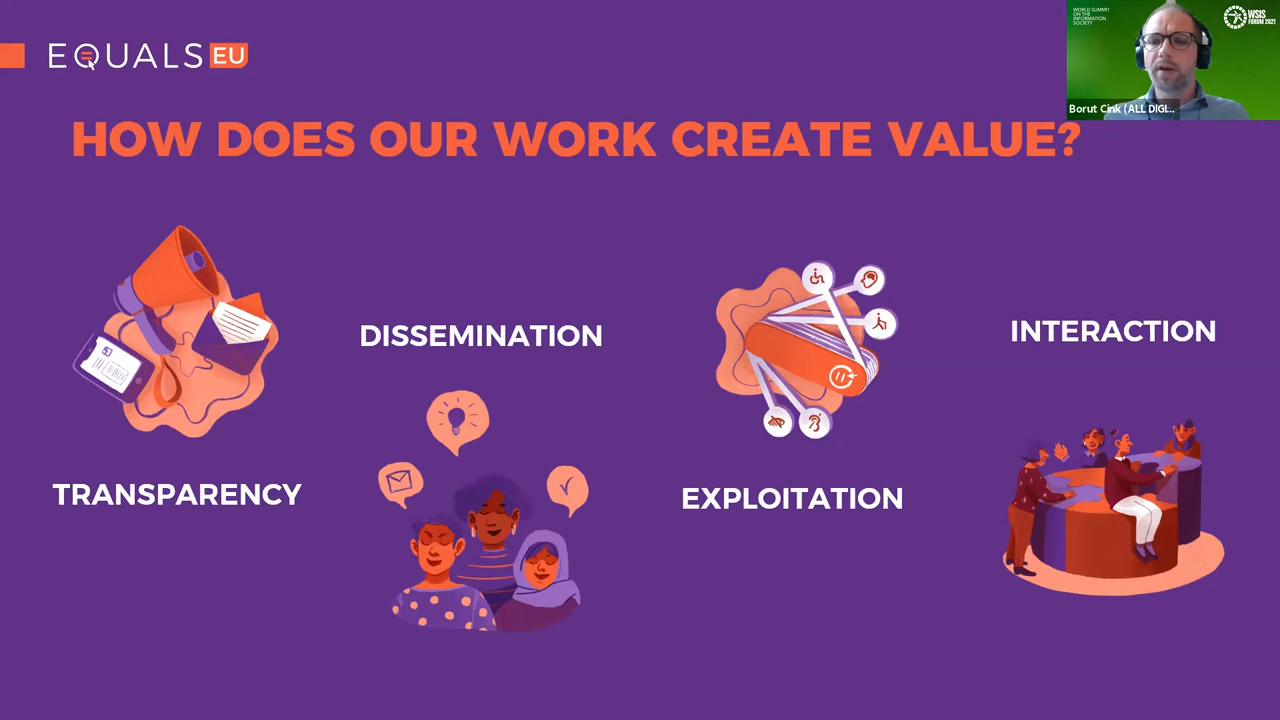 EQUALS EU
WORLD SUMMIT
ON THE
INFORMATION
SOCIETY
WSIS
FORUM 2021
Borut Cink (ALL DIGI...
HOW DOES OUR WORK CREATE VALUE?
DISSEMINATION
INTERACTION
TRANSPARENCY
EXPLOITATION